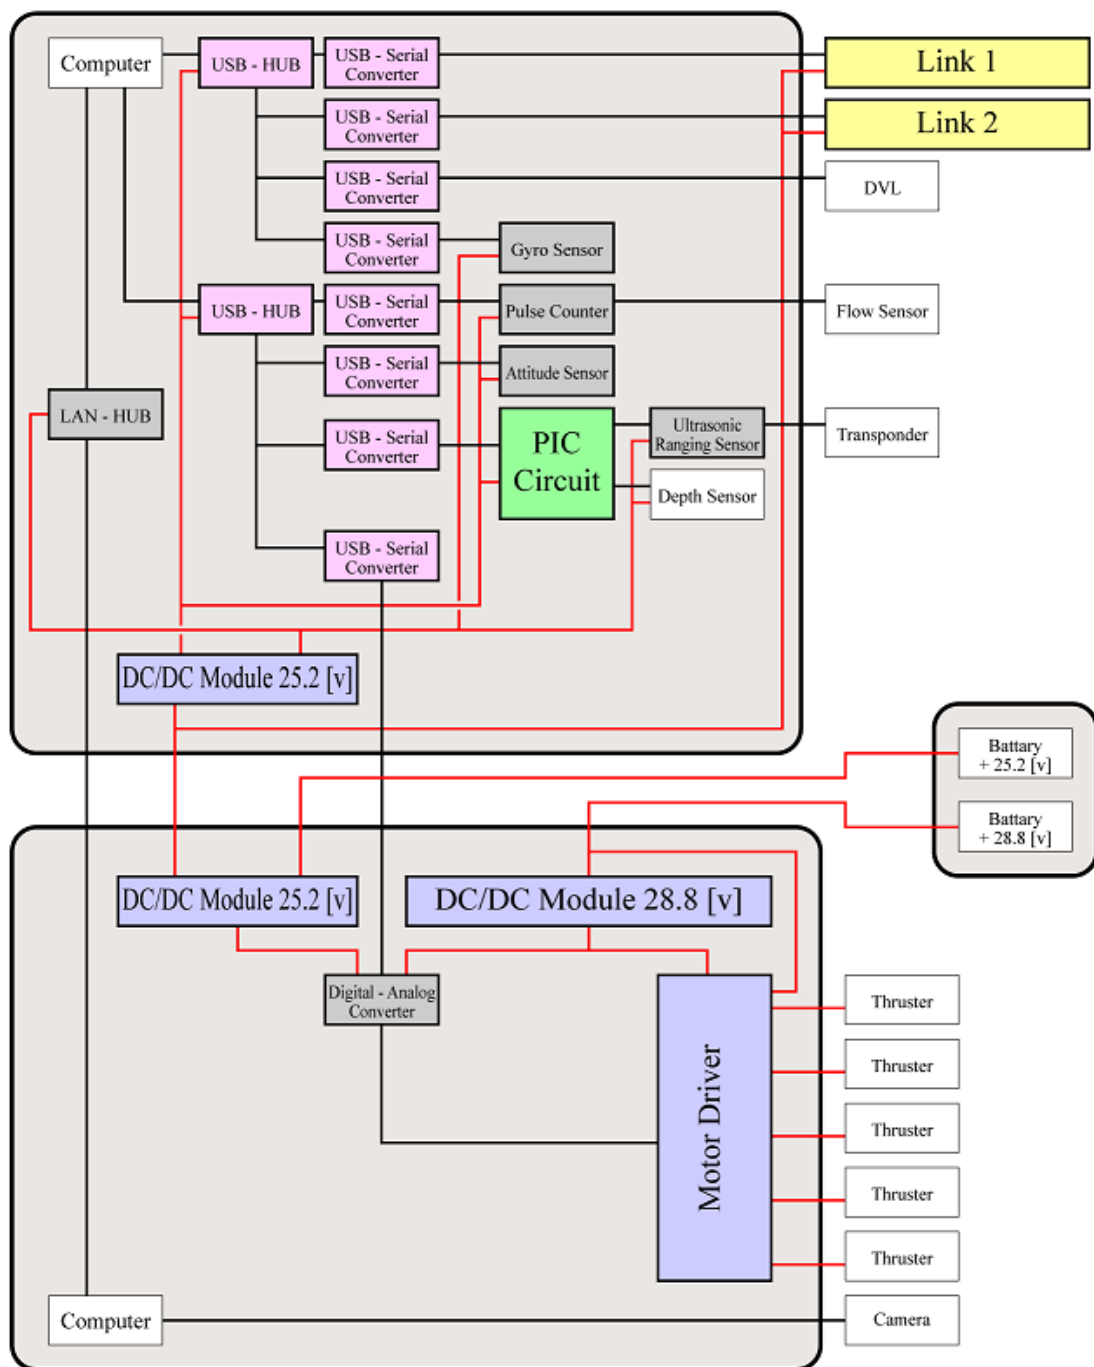 Computer
USB - HUB
USB - Serial
Converter
Link 1
USB - Serial
Converter
Link 2
USB - Serial
Converter
DVL
USB - Serial
Converter
Gyro Sensor
USB - HUB
USB - Serial
Converter
Pulse Counter
Flow Sensor
USB - Serial
Converter
Attitude Sensor
LAN - HUB
USB - Serial
Converter
PIC
Circuit
Ultrasonic
Ranging Sensor
Transponder
Depth Sensor
USB - Serial
Converter
DC/DC Module 25.2 [v]
Battary
+ 25.2 [v]
Battary
+ 28.8 [v]
DC/DC Module 25.2 [v]
DC/DC Module 28.8 [v]
Digital - Analog
Converter
Motor Driver
Thruster
Thruster
Thruster
Thruster
Thruster
Computer
Camera